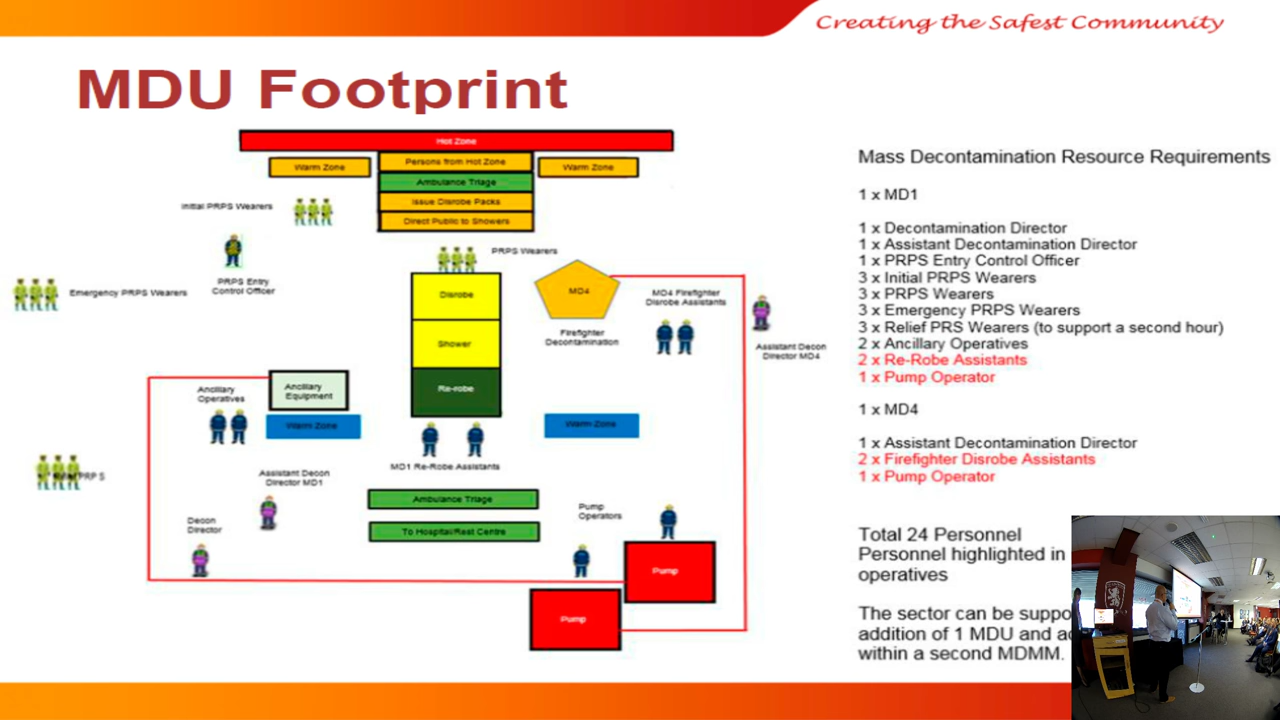 Creating the Safest Community
MDU Footprint
Hot Zone
Warm Zone
Persons from Hot Zone
Warm Zone
Ambulance Triage
Issue Disrobe Packs
Direct Public to Showers
Initial PRPS Wearers
PRPS Wearers
PRPS Entry
Control Officer
Emergency PRPS Wearers
Disrobe
Shower
Re-robe
MD4
Firefighter
Decontamination
MD4 Firefighter
Disrobe Assistants
Assistant Decon
Director MD4
Ancillary
Operatives
Ancillary
Equipment
Warm Zone
Warm Zone
MD1 Re-Robe Assistants
PRP S
Assistant Decon
Director MD1
Decon
Director
Ambulance Triage
To Hospital/Rest Centre
Pump
Operators
Pump
Pump
Mass Decontamination Resource Requirements
1 x MD1
1 x Decontamination Director
1 x Assistant Decontamination Director
1 x PRPS Entry Control Officer
3 x Initial PRPS Wearers
3 x PRPS Wearers
3 x Emergency PRPS Wearers
3 x Relief PRS Wearers (to support a second hour)
2 x Ancillary Operatives
2 x Re-Robe Assistants
1 x Pump Operator
1 x MD4
1 x Assistant Decontamination Director
2 x Firefighter Disrobe Assistants
1 x Pump Operator
Total 24 Personnel
Personnel highlighted in
operatives
The sector can be suppo
addition of 1 MDU and a
within a second MDMM.